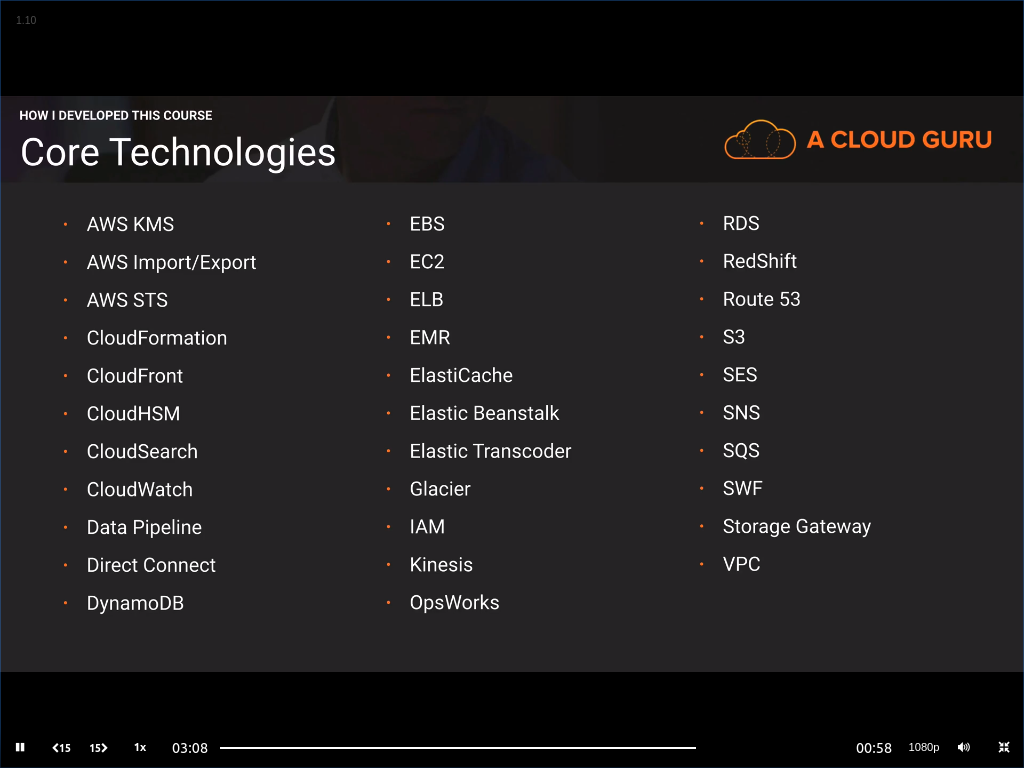 1.10
HOW I DEVELOPED THIS COURSE
Core Technologies
A CLOUD GURU
AWS KMS
AWS Import/Export
AWS STS
CloudFormation
CloudFront
CloudHSM
CloudSearch
CloudWatch
Data Pipeline
Direct Connect
DynamoDB
EBS
EC2
ELB
EMR
ElastiCache
Elastic Beanstalk
Elastic Transcoder
Glacier
IAM
Kinesis
OpsWorks
RDS
RedShift
Route 53
S3
SES
SNS
SQS
SWF
Storage Gateway
VPC
15 15 1x 03:08 00:58 1080p